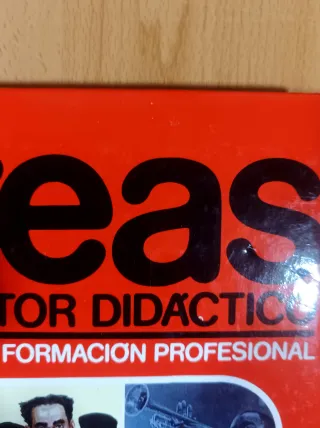 eas
TOR DIDÁCTICO
FORMACIÓN PROFESIONAL